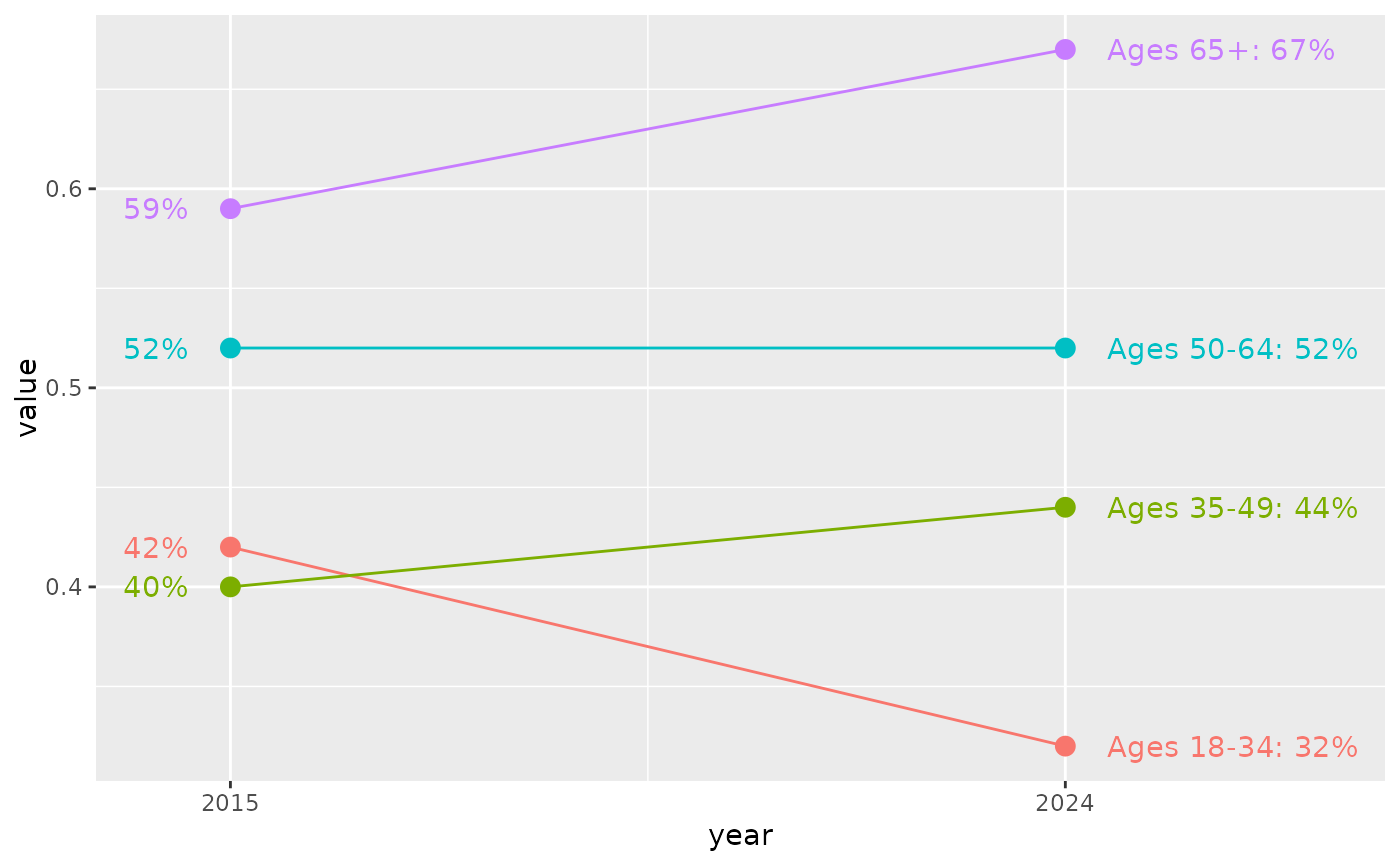 Ages 65+: 67%
0.6
59%
52%
Ages 50-64: 52%
value
0.5
Ages 35-49: 44%
42%
0.4
40%
Ages 18-34: 32%
2015
2024
year